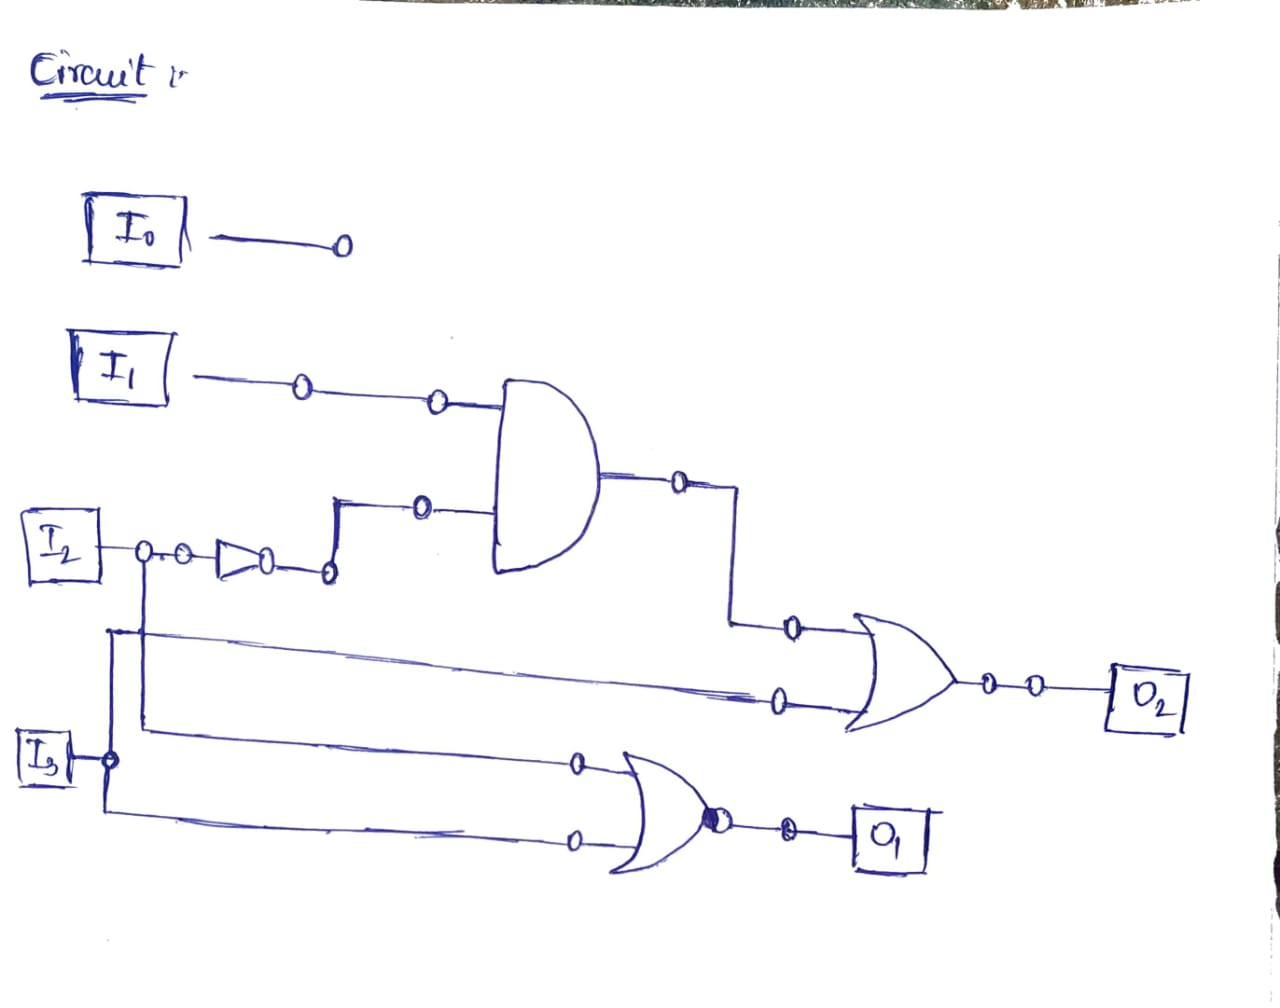 Circuit :-
I₀
I₁
I₂
I₃
O₂
O₁